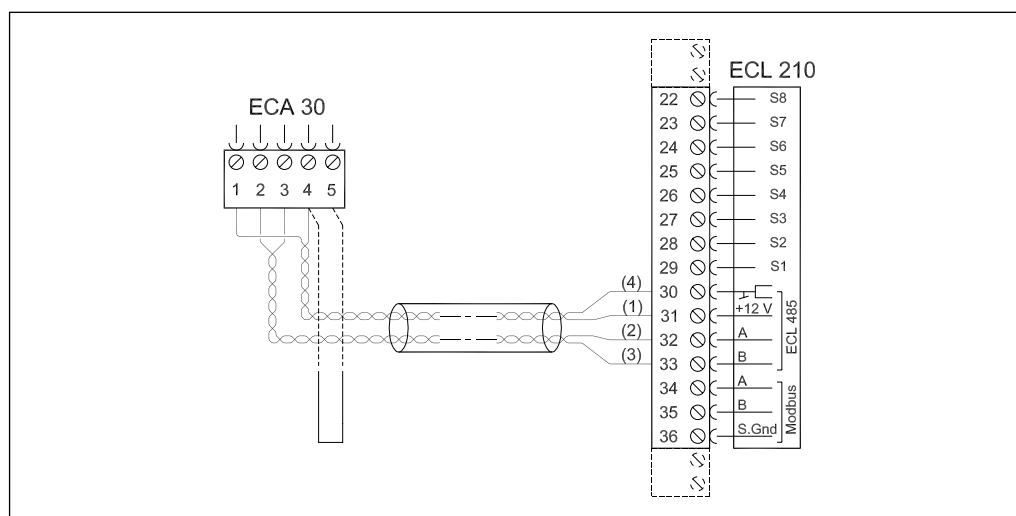 ECL 210
ECA 30
1 2 3 4 5
22 S8
23 S7
24 S6
25 S5
26 S4
27 S3
28 S2
29 S1
(4) 30
(1) 31 +12 V
(2) 32 A
(3) 33 B
ECL 485
34 A
35 B
36 S.Gnd
Modbus